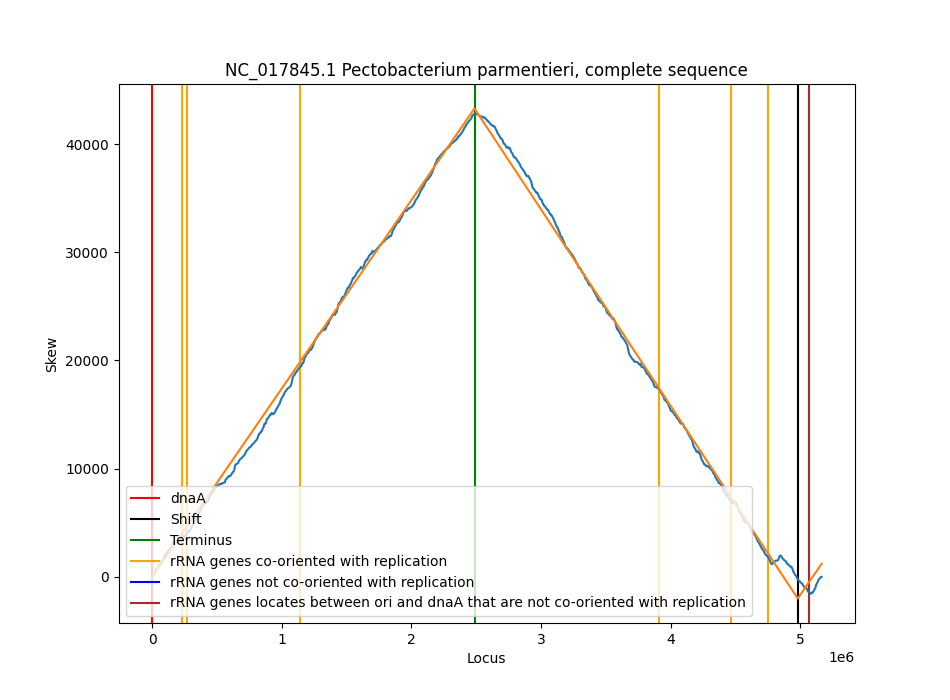 NC_017845.1 Pectobacterium parmentieri, complete sequence
40000
30000
20000
10000
0
Skew
dnaA
Shift
Terminus
rRNA genes co-oriented with replication
rRNA genes not co-oriented with replication
rRNA genes locates between ori and dnaA that are not co-oriented with replication
0 1 2 3 4 5
1e6
Locus